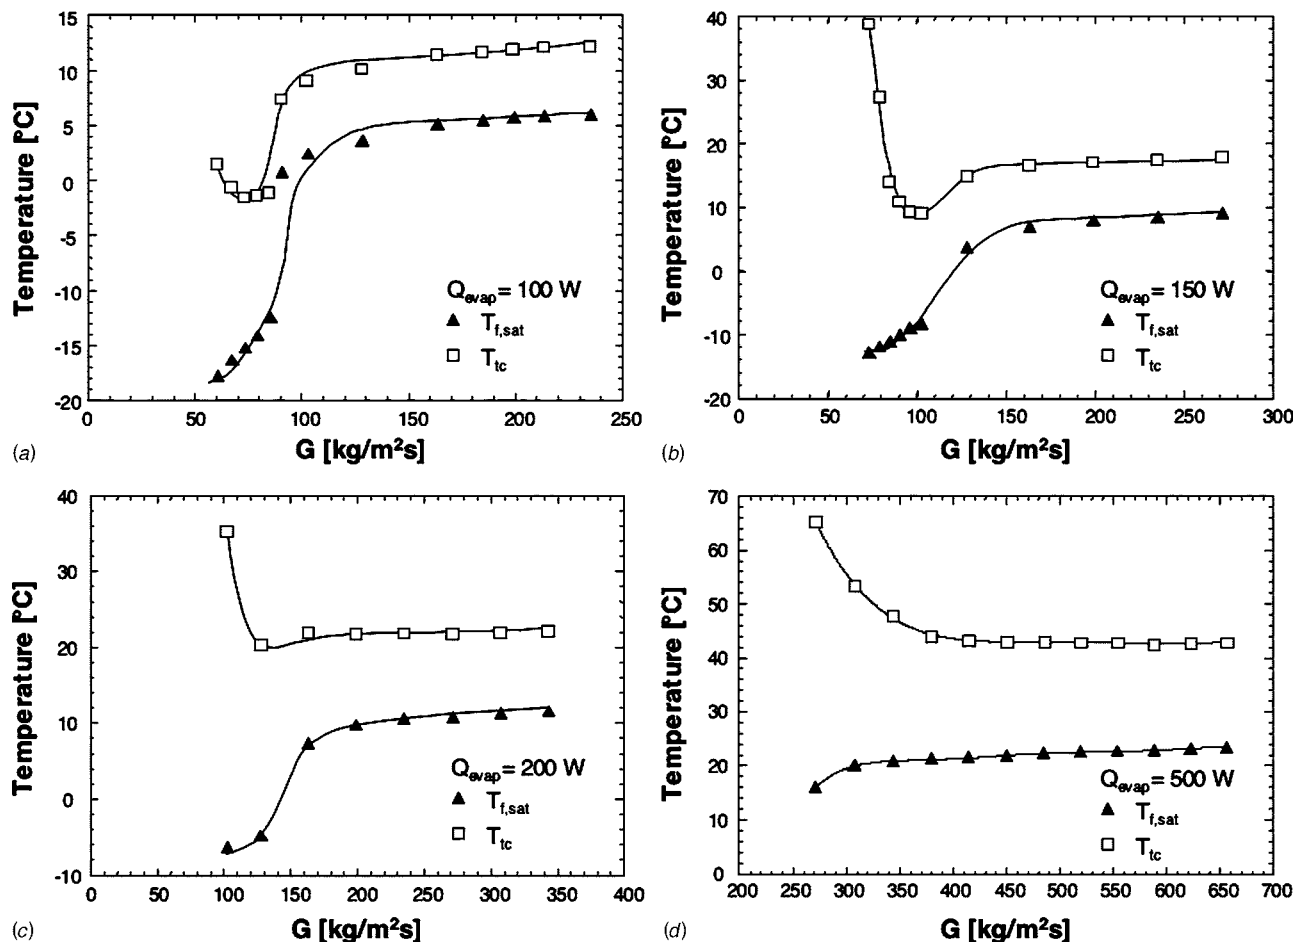 15
10
5
0
-5
-10
-15
-20
Temperature [°C]
Q_evap = 100 W
T_f,sat
T_tc
0 50 100 150 200 250
(a) G [kg/m²s]
40
30
20
10
0
-10
-20
Temperature [°C]
Q_evap = 150 W
T_f,sat
T_tc
0 50 100 150 200 250 300
(b) G [kg/m²s]
40
30
20
10
0
-10
Temperature [°C]
Q_evap = 200 W
T_f,sat
T_tc
0 50 100 150 200 250 300 350 400
(c) G [kg/m²s]
70
60
50
40
30
20
10
0
Temperature [°C]
Q_evap = 500 W
T_f,sat
T_tc
200 250 300 350 400 450 500 550 600 650 700
(d) G [kg/m²s]